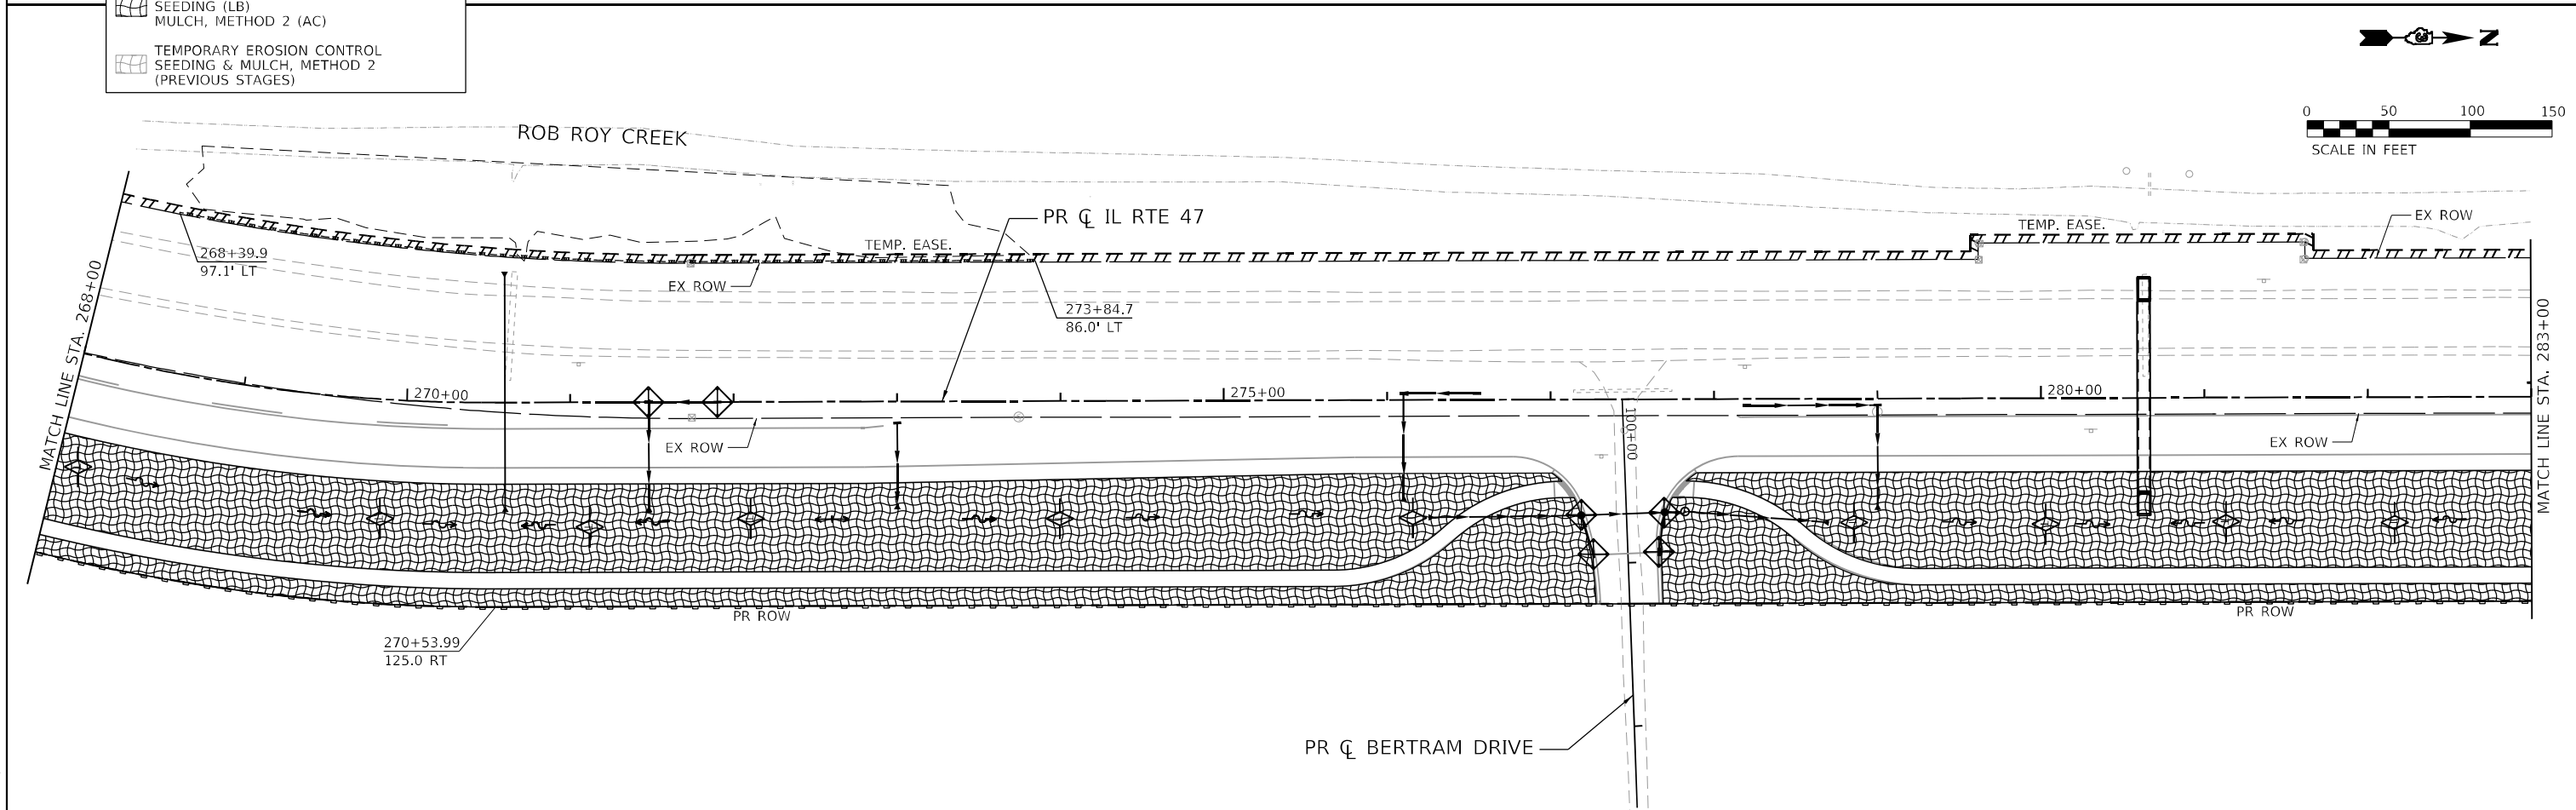 SEEDING (LB)
MULCH, METHOD 2 (AC)
TEMPORARY EROSION CONTROL
SEEDING & MULCH, METHOD 2
(PREVIOUS STAGES)
N
0 50 100 150
SCALE IN FEET
ROB ROY CREEK
PR ℄ IL RTE 47
EX ROW
TEMP. EASE.
TEMP. EASE.
268+39.9
97.1' LT
EX ROW
273+84.7
86.0' LT
MATCH LINE STA. 268+00
MATCH LINE STA. 283+00
270+00
275+00
280+00
100+00
EX ROW
EX ROW
PR ROW
PR ROW
270+53.99
125.0 RT
PR ℄ BERTRAM DRIVE